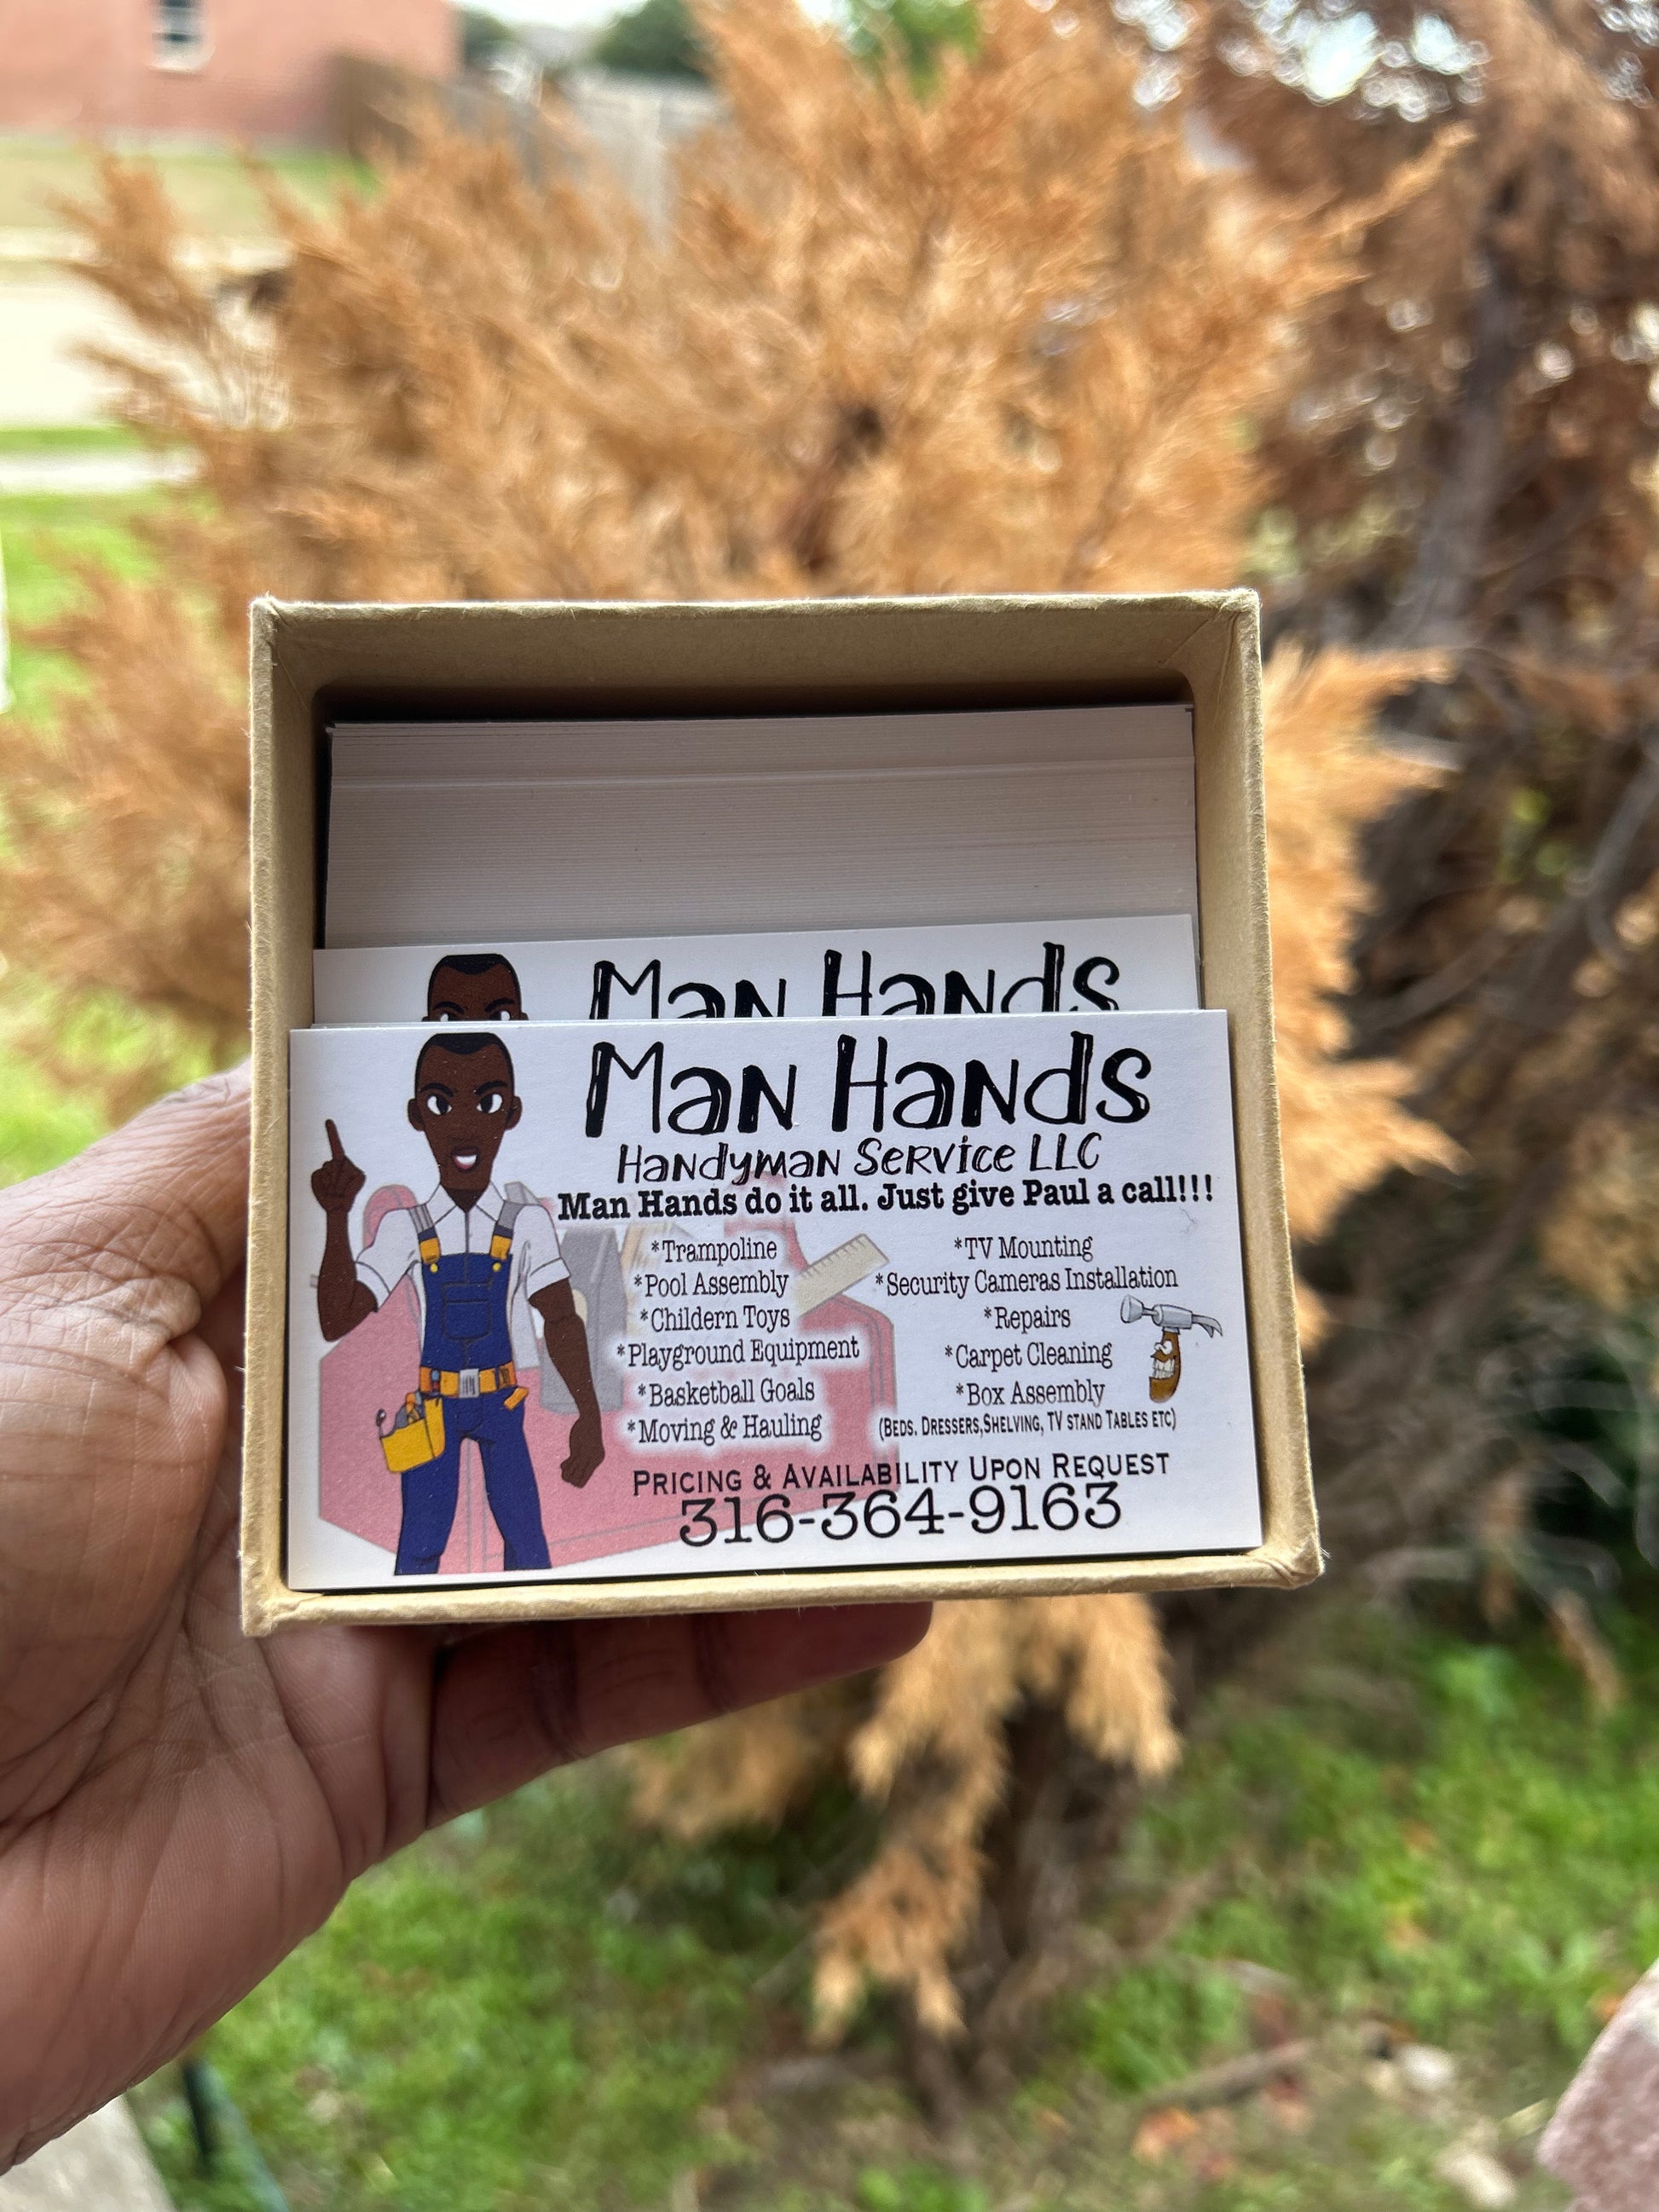 Man Hands
Man Hands
Handyman Service LLC
Man Hands do it all. Just give Paul a call!!!
*Trampoline
*Pool Assembly
*Childern Toys
*Playground Equipment
*Basketball Goals
*Moving & Hauling
*TV Mounting
*Security Cameras Installation
*Repairs
*Carpet Cleaning
*Box Assembly
(Beds. Dressers,Shelving, TV stand Tables etc)
Pricing & Availability Upon Request
316-364-9163